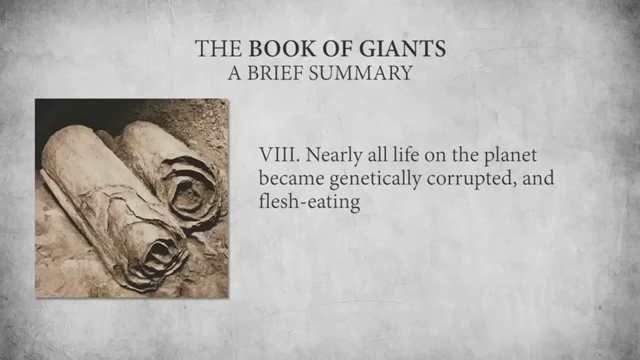 THE BOOK OF GIANTS
A BRIEF SUMMARY
VIII. Nearly all life on the planet
became genetically corrupted, and
flesh-eating